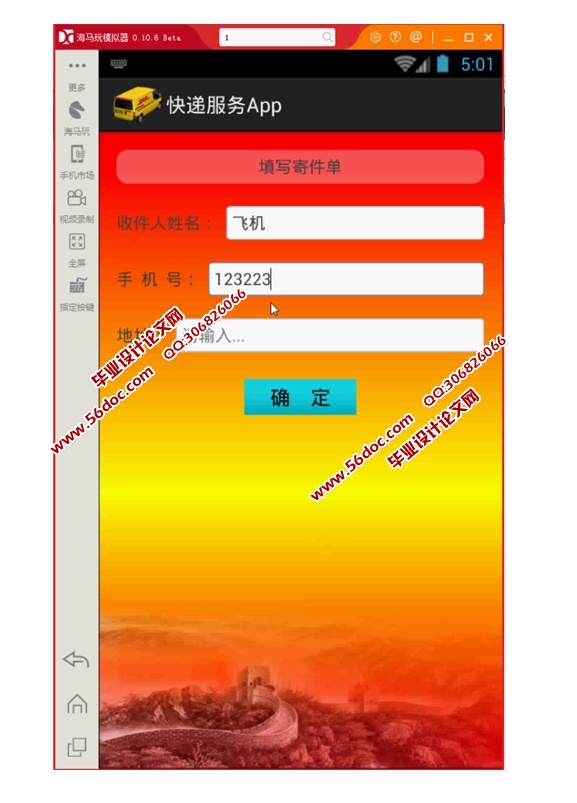 海马玩模拟器 0.10.6 Beta
1
5:01
更多
海马玩
手机市场
视频录制
全屏
指定按键
快递服务App
填写寄件单
收件人姓名：
飞机
手 机 号：
123223
输入...
确 定
毕业设计论文网
www.56doc.com QQ:306826066
www.56doc.com QQ:306826066
毕业设计论文网